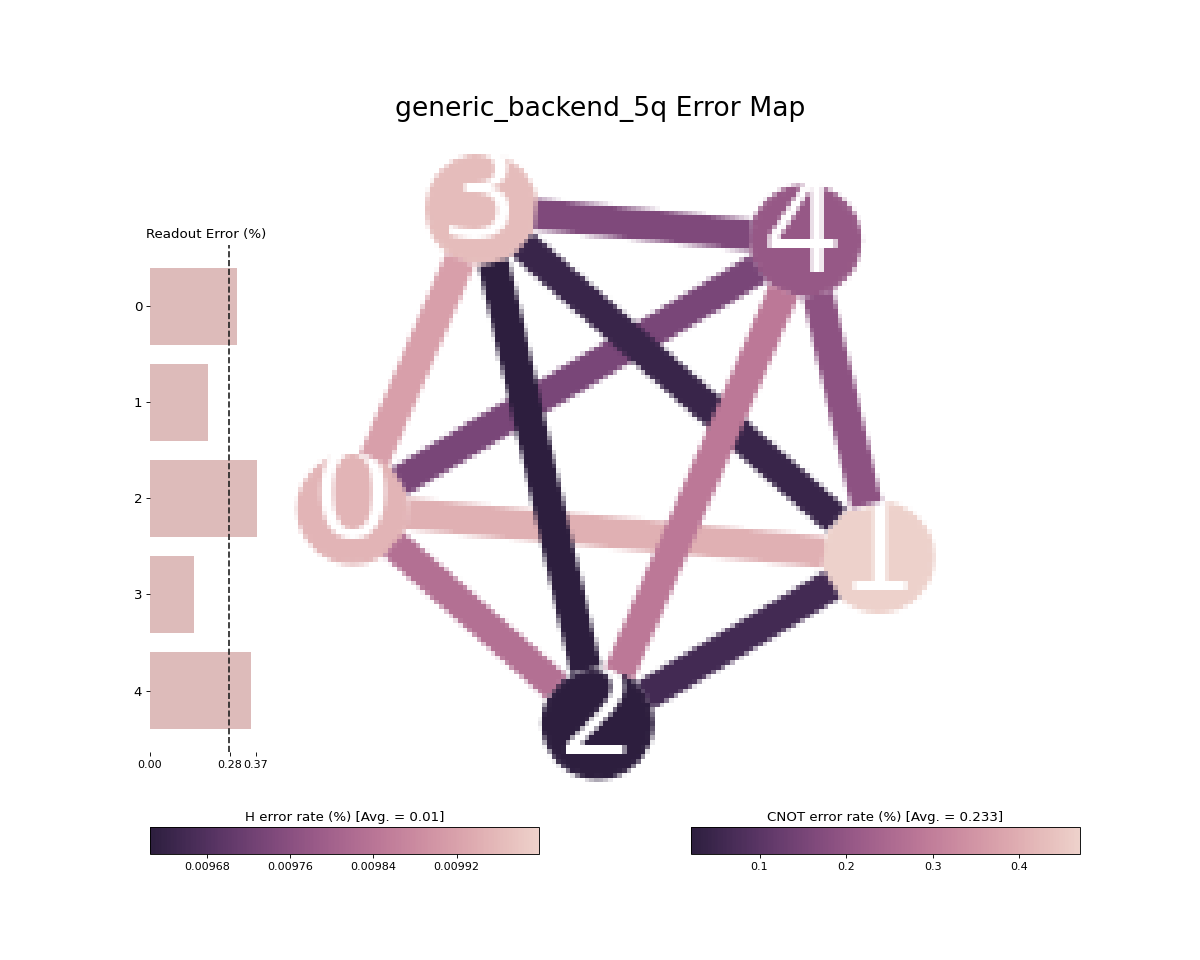 generic_backend_5q Error Map
3
4
Readout Error (%)
0
1
2
3
4
0.00 0.28 0.37
0
1
2
H error rate (%) [Avg. = 0.01]
0.00968 0.00976 0.00984 0.00992
CNOT error rate (%) [Avg. = 0.233]
0.1 0.2 0.3 0.4